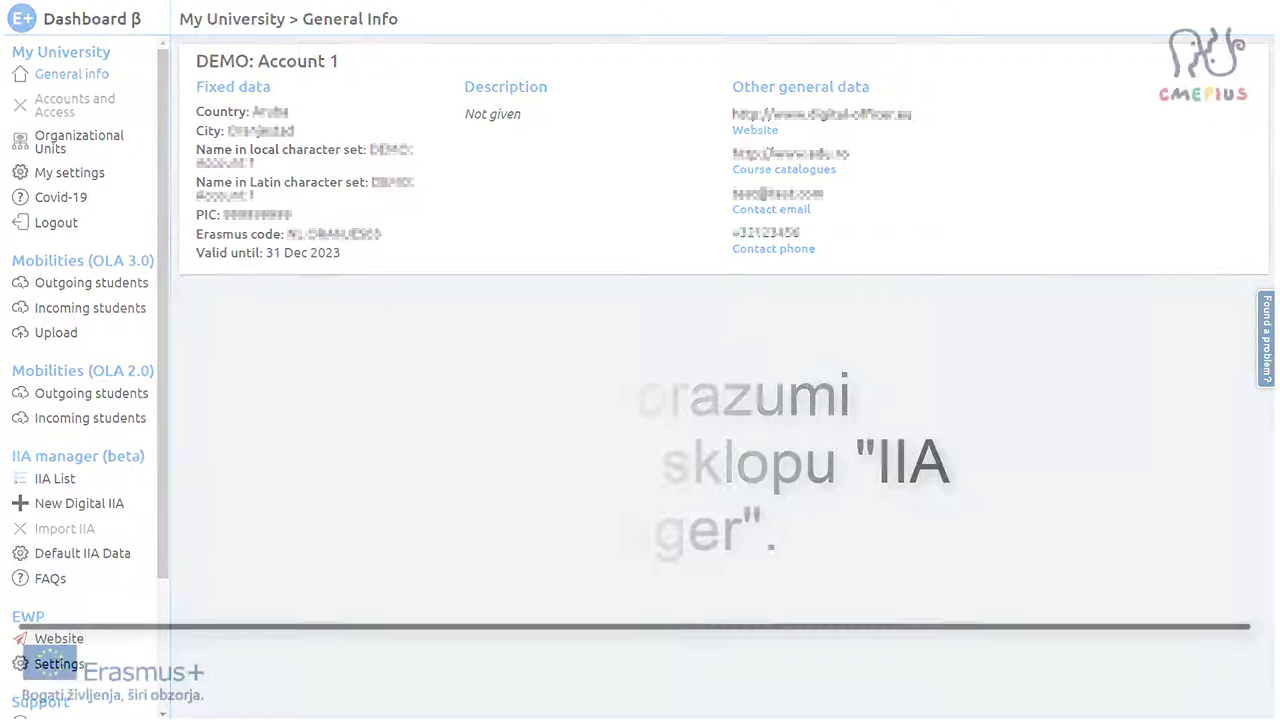 E+ Dashboard β
My University > General Info
My University
General info
Accounts and
Access
Organizational
Units
My settings
Covid-19
Logout
Mobilities (OLA 3.0)
Outgoing students
Incoming students
Upload
Mobilities (OLA 2.0)
Outgoing students
Incoming students
IIA manager (beta)
IIA List
New Digital IIA
Import IIA
Default IIA Data
FAQs
EWP
Website
Settings
Support
DEMO: Account 1
Fixed data
Country:
City:
Name in local character set:
Name in Latin character set:
PIC:
Erasmus code:
Valid until: 31 Dec 2023
Description
Not given
Other general data
Website
Course catalogues
Contact email
Contact phone
CMEPIUS
Found a problem?
orazumi
sklopu "IIA
ger".
Erasmus+
Bogati življenja, širi obzorja.